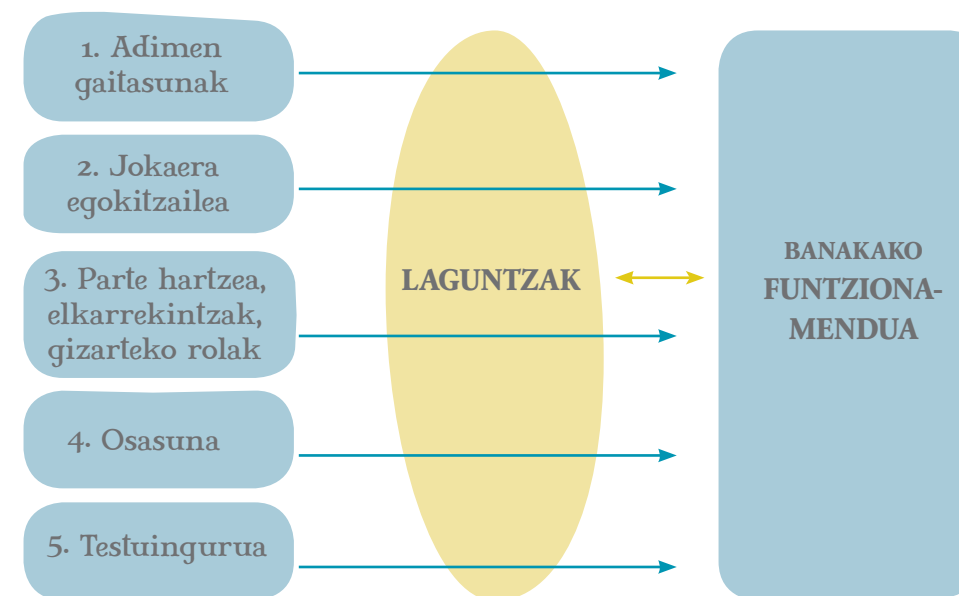 1. Adimen
gaitasunak
2. Jokaera
egokitzailea
3. Parte hartzea,
elkarrekintzak,
gizarteko rolak
4. Osasuna
5. Testuingurua
LAGUNTZAK
BANAKAKO
FUNTZIONA-
MENDUA